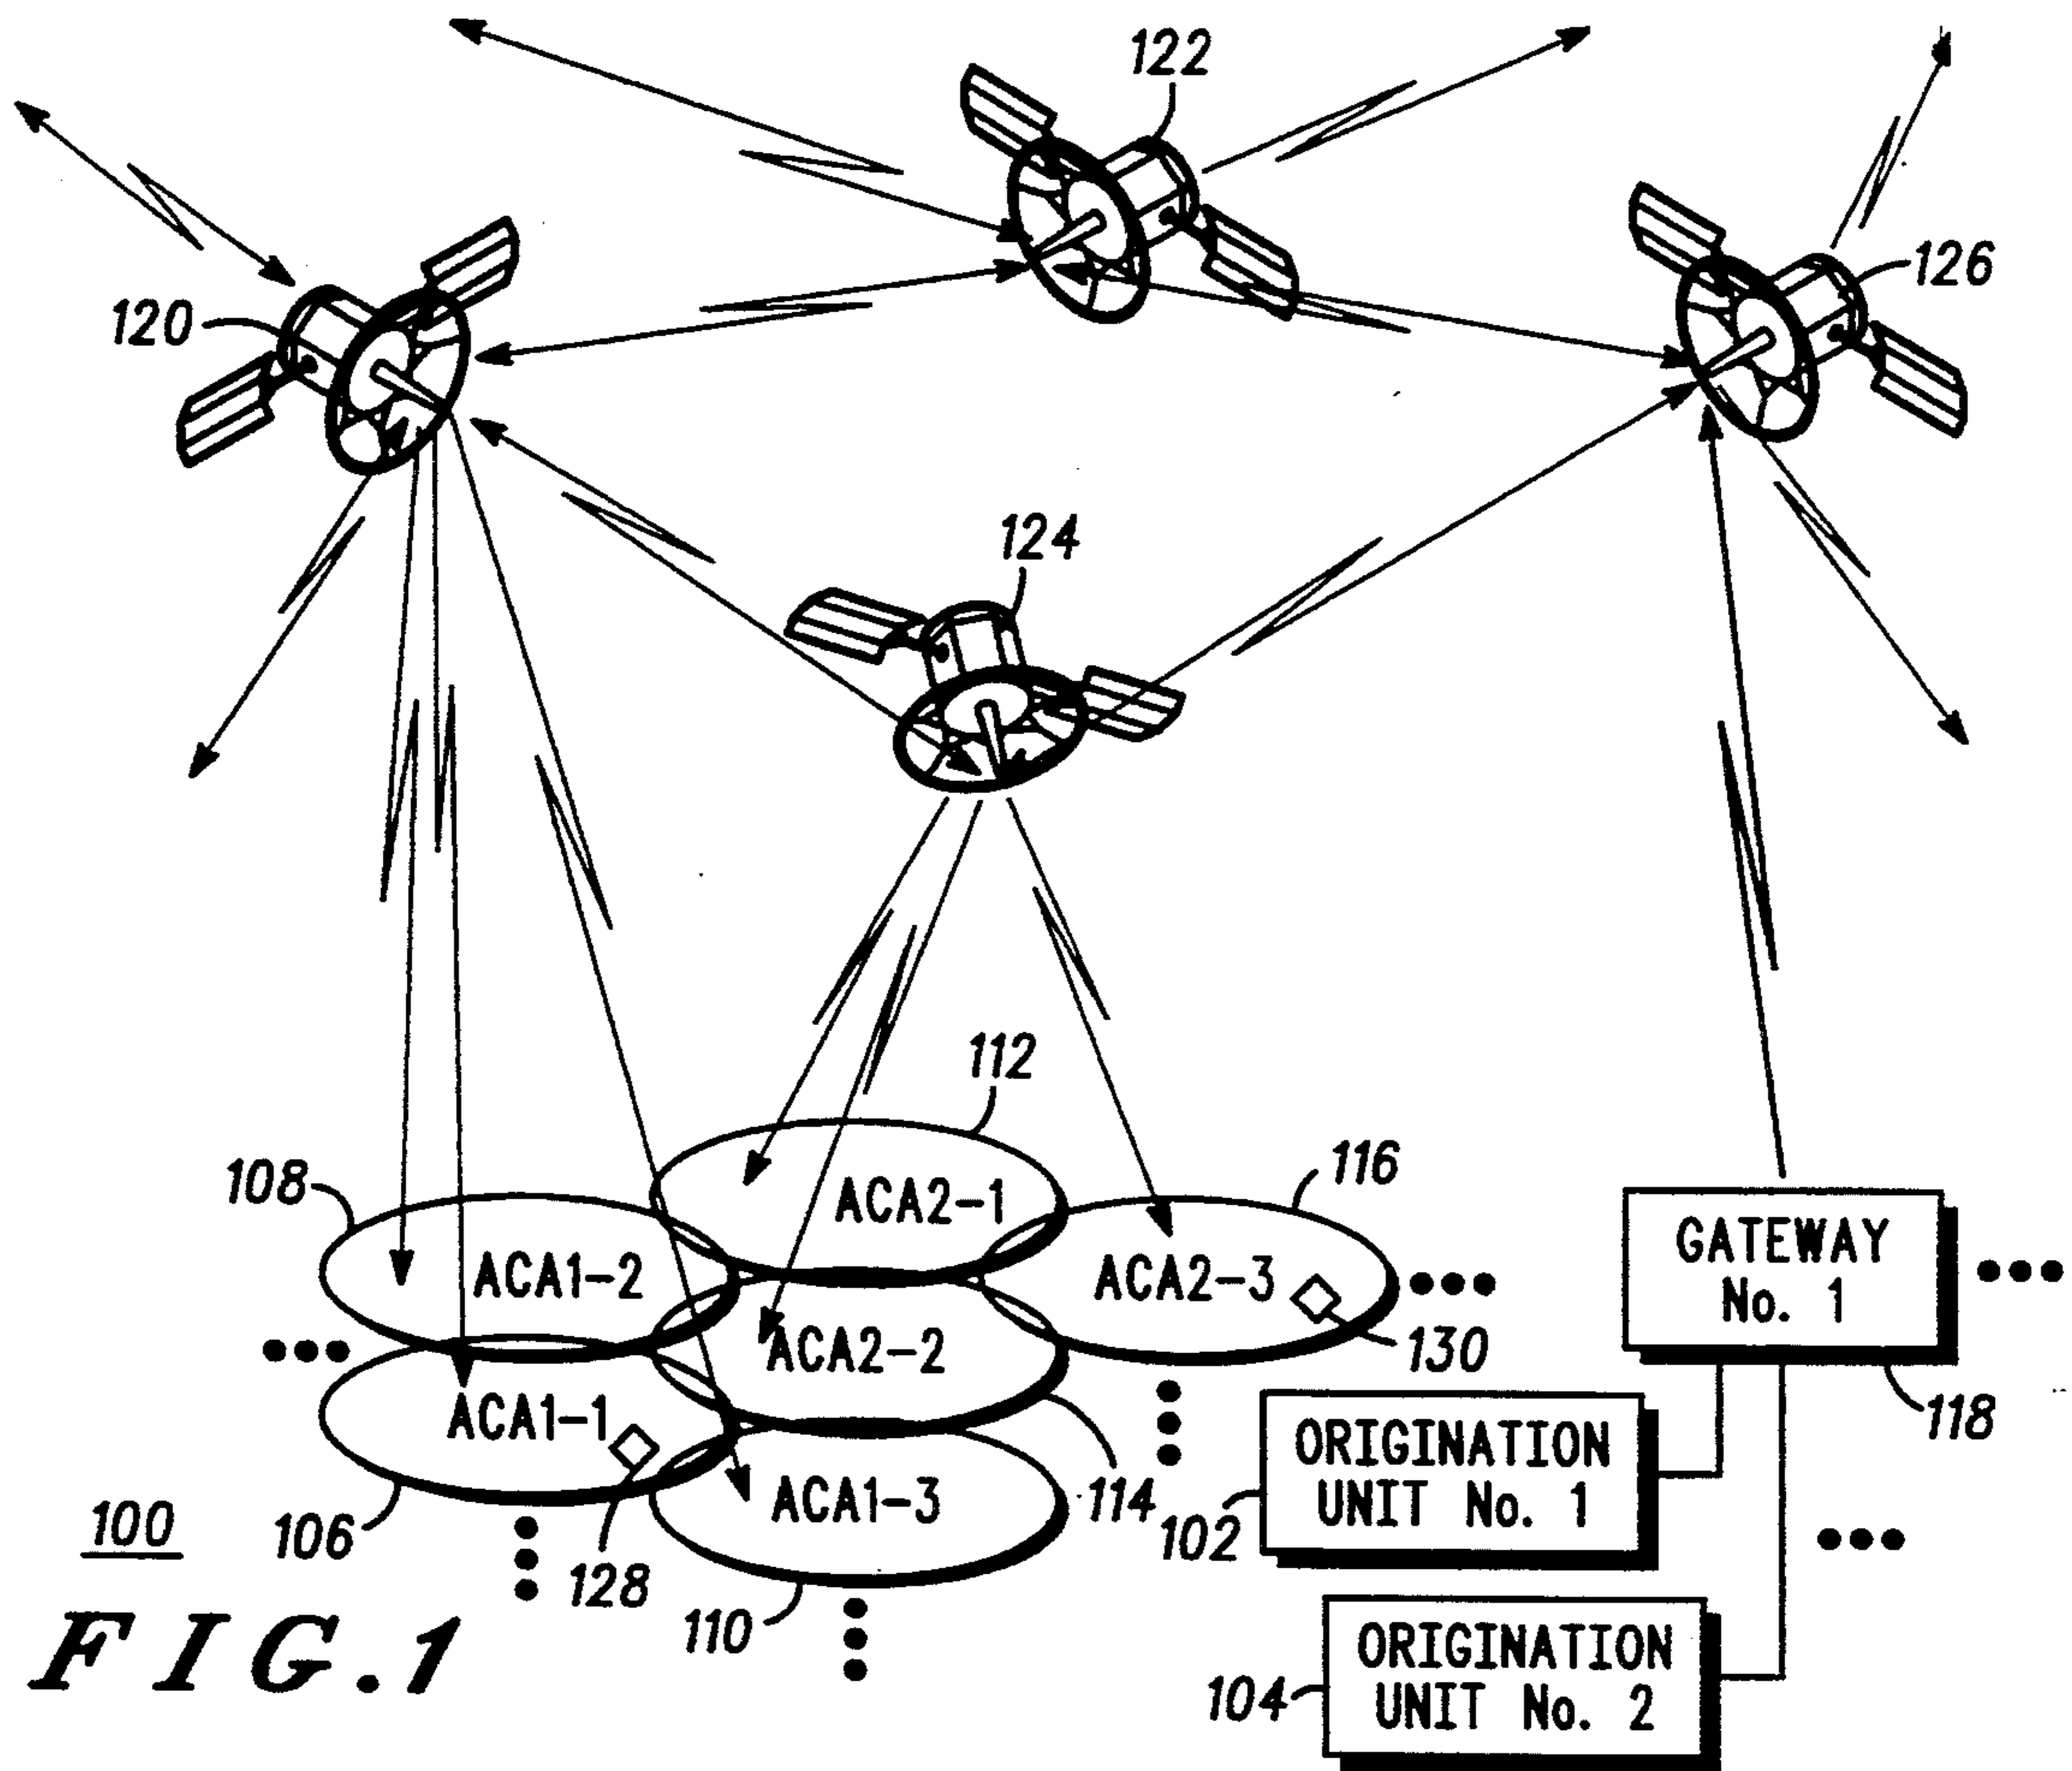 122
126
120
124
112
116
108
ACA2-1
GATEWAY
No. 1
ACA1-2
ACA2-3
130
ACA2-2
118
ACA1-1
ORIGINATION
UNIT No. 1
ACA1-3
114
102
100
106
128
110
ORIGINATION
UNIT No. 2
104
FIG.1